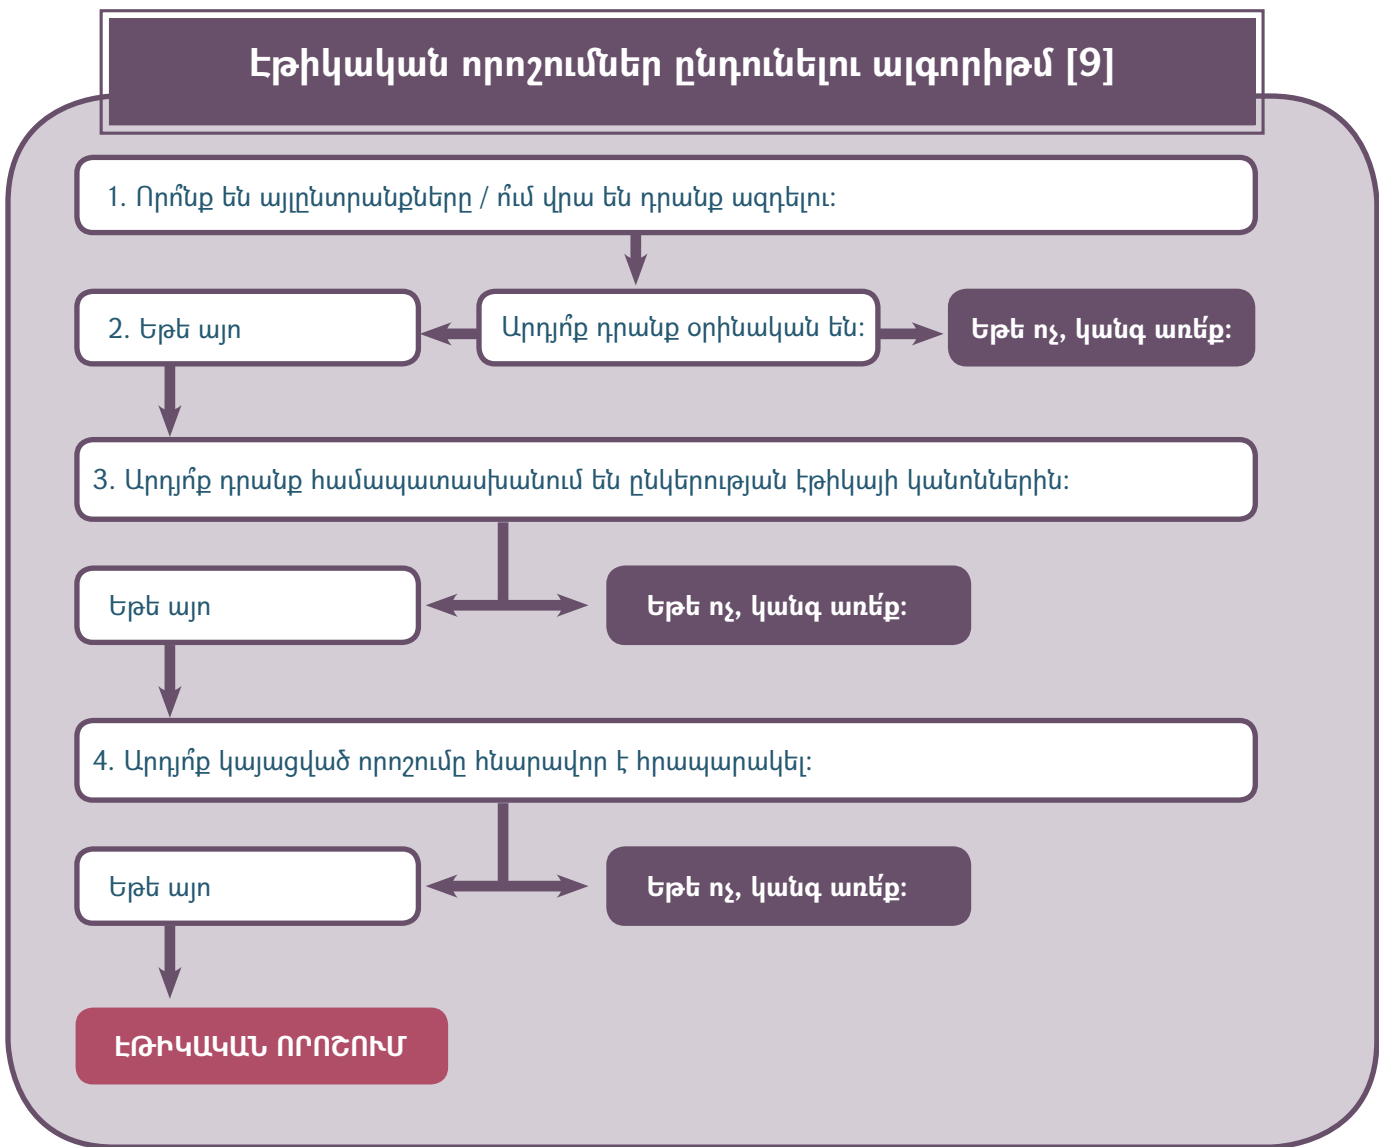 Էթիկական որոշումներ ընդունելու ալգորիթմ [9]
1. Որո՞նք են այլընտրանքները / ո՞ւմ վրա են դրանք ազդելու:
2. Եթե այո
Արդյո՞ք դրանք օրինական են:
Եթե ոչ, կանգ առե՛ք:
3. Արդյո՞ք դրանք համապատասխանում են ընկերության էթիկայի կանոններին:
Եթե այո
Եթե ոչ, կանգ առե՛ք:
4. Արդյո՞ք կայացված որոշումը հնարավոր է հրապարակել:
Եթե այո
Եթե ոչ, կանգ առե՛ք:
ԷԹԻԿԱԿԱՆ ՈՐՈՇՈՒՄ